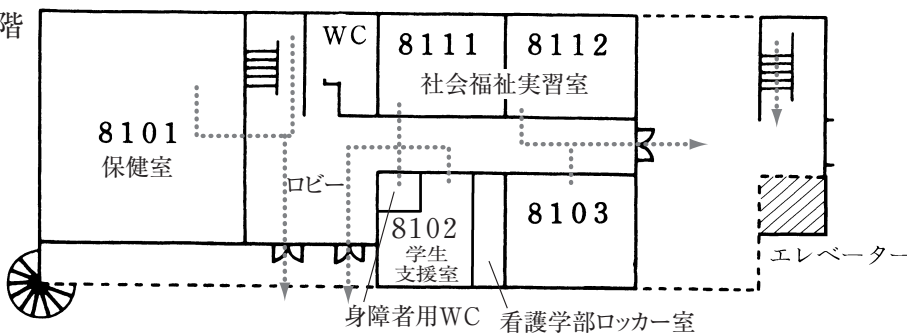 階
WC
8111
8112
社会福祉実習室
8101
保健室
ロビー
8102
学生
支援室
8103
エレベーター
身障者用WC
看護学部ロッカー室